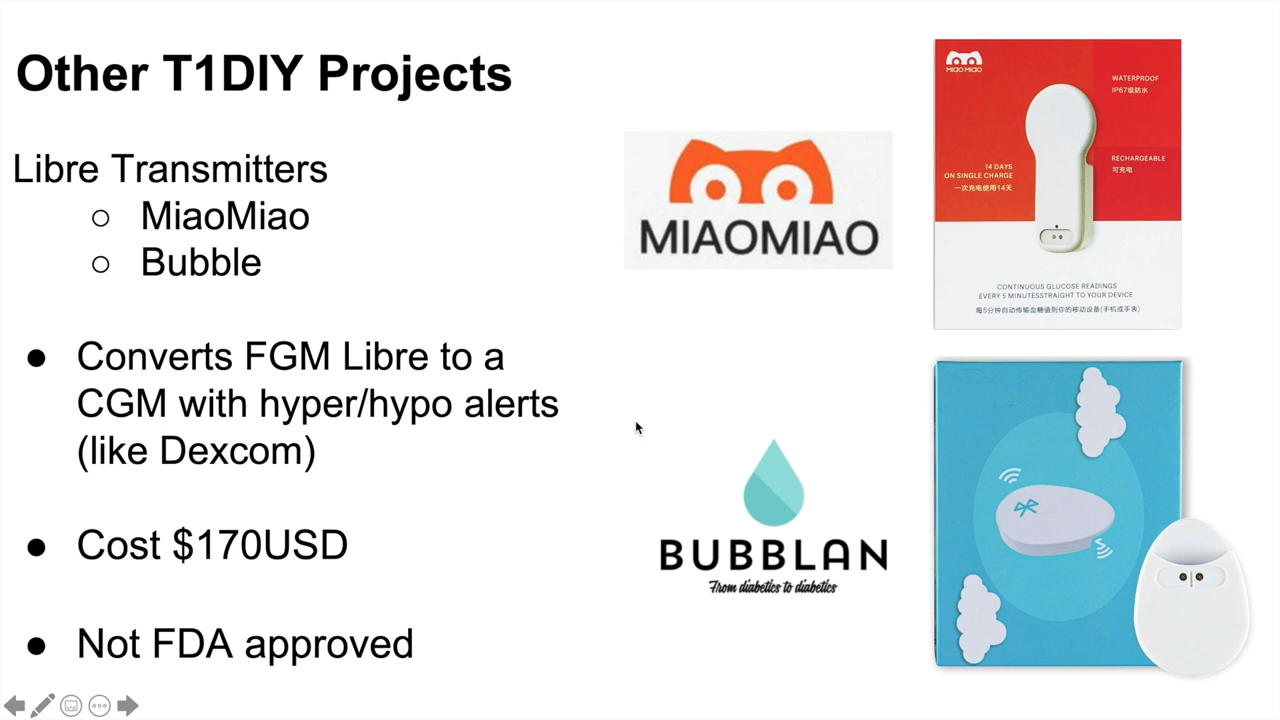 Other T1DIY Projects
Libre Transmitters
○ MiaoMiao
○ Bubble
● Converts FGM Libre to a
CGM with hyper/hypo alerts
(like Dexcom)
● Cost $170USD
● Not FDA approved
MIAOMIAO
BUBBLAN
From diabetics to diabetics
MIAO MIAO
WATERPROOF
IP67级防水
14 DAYS
ON SINGLE CHARGE
一次充电使用14天
RECHARGEABLE
可充电
CONTINUOUS GLUCOSE READINGS
EVERY 5 MINUTESSTRAIGHT TO YOUR DEVICE
每5分钟自动传输血糖值到你的移动设备(手机或手表)